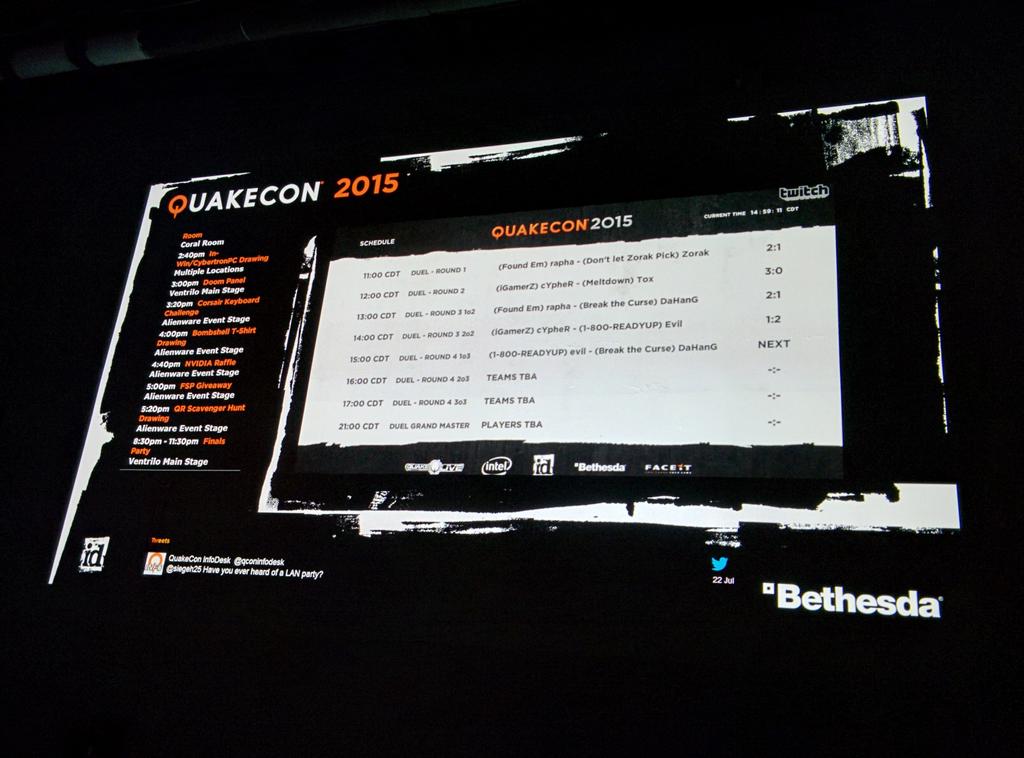 QUAKECON 2015
Room
Coral Room
2:40pm In-
Win/CybertronPC Drawing
Multiple Locations
3:00pm Doom Panel
Ventrilo Main Stage
3:20pm Corsair Keyboard
Challenge
Alienware Event Stage
4:00pm Bombshell T-Shirt
Drawing
Alienware Event Stage
4:40pm NVIDIA Raffle
Alienware Event Stage
5:00pm FSP Giveaway
Alienware Event Stage
5:20pm QR Scavenger Hunt
Drawing
Alienware Event Stage
8:30pm - 11:30pm Finals
Party
Ventrilo Main Stage
twitch
SCHEDULE
QUAKECON 2015
CURRENT TIME 14:59:11 CDT
11:00 CDT DUEL - ROUND 1 (Found Em) rapha - (Don't let Zorak Pick) Zorak 2:1
12:00 CDT DUEL - ROUND 2 (iGamerZ) cYpheR - (Meltdown) Tox 3:0
13:00 CDT DUEL - ROUND 3 1o2 (Found Em) rapha - (Break the Curse) DaHanG 2:1
14:00 CDT DUEL - ROUND 3 2o2 (iGamerZ) cYpheR - (1-800-READYUP) Evil 1:2
15:00 CDT DUEL - ROUND 4 1o3 (1-800-READYUP) evil - (Break the Curse) DaHanG NEXT
16:00 CDT DUEL - ROUND 4 2o3 TEAMS TBA -:-
17:00 CDT DUEL - ROUND 4 3o3 TEAMS TBA -:-
21:00 CDT DUEL GRAND MASTER PLAYERS TBA -:-
QUAKE LIVE intel id Bethesda FACEIT
id
Tweets
QuakeCon InfoDesk @qconinfodesk
@siegeh25 Have you ever heard of a LAN party?
22 Jul
Bethesda